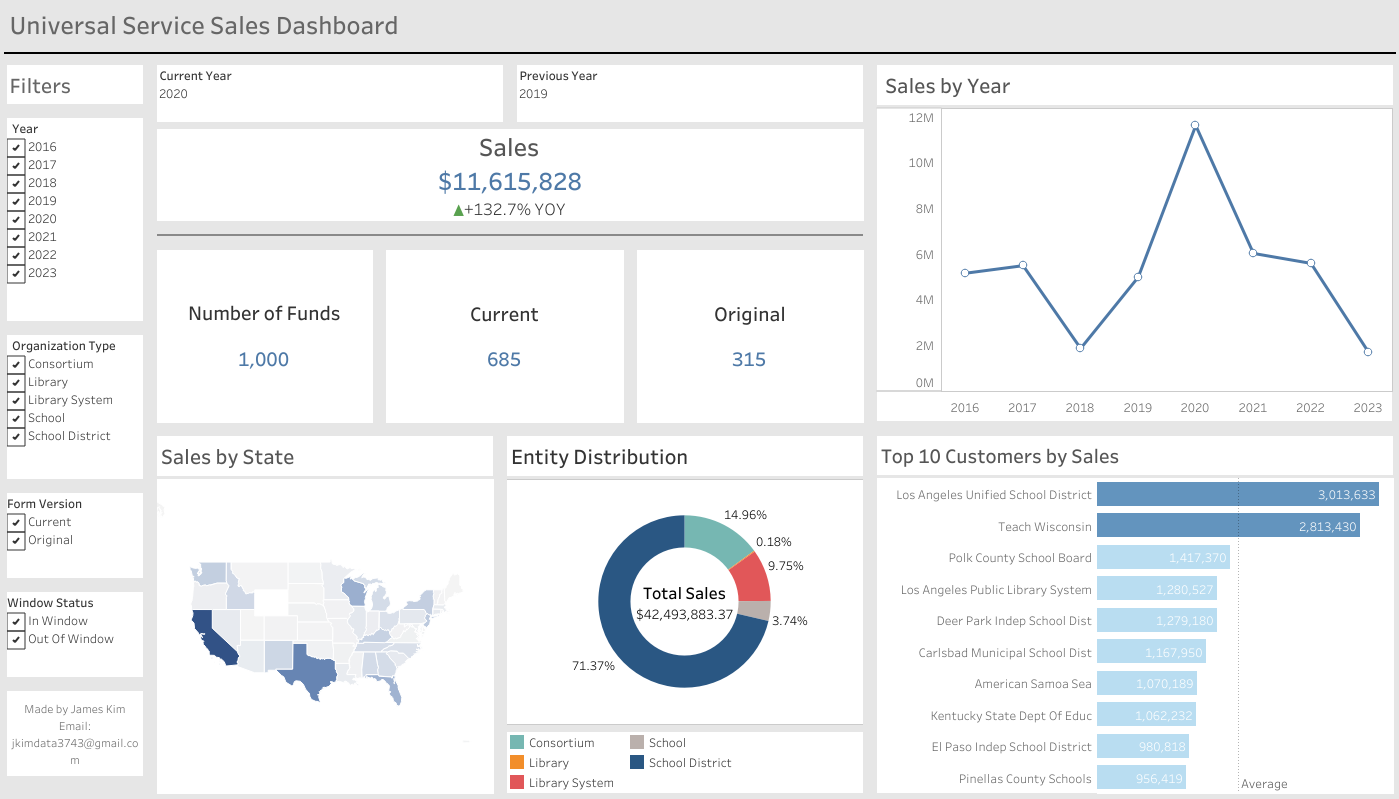 Universal Service Sales Dashboard
Filters
Year
2016
2017
2018
2019
2020
2021
2022
2023
Organization Type
Consortium
Library
Library System
School
School District
Form Version
Current
Original
Window Status
In Window
Out Of Window
Made by James Kim
Email:
jkimdata3743@gmail.co
m
Current Year
2020
Previous Year
2019
Sales
$11,615,828
▲+132.7% YOY
Number of Funds
1,000
Current
685
Original
315
Sales by State
Entity Distribution
14.96%
0.18%
9.75%
3.74%
71.37%
Total Sales
$42,493,883.37
Consortium
Library
Library System
School
School District
Sales by Year
12M
10M
8M
6M
4M
2M
0M
2016 2017 2018 2019 2020 2021 2022 2023
Top 10 Customers by Sales
Los Angeles Unified School District 3,013,633
Teach Wisconsin 2,813,430
Polk County School Board 1,417,370
Los Angeles Public Library System 1,280,527
Deer Park Indep School Dist 1,279,180
Carlsbad Municipal School Dist 1,167,950
American Samoa Sea 1,070,189
Kentucky State Dept Of Educ 1,062,232
El Paso Indep School District 980,818
Pinellas County Schools 956,419
Average